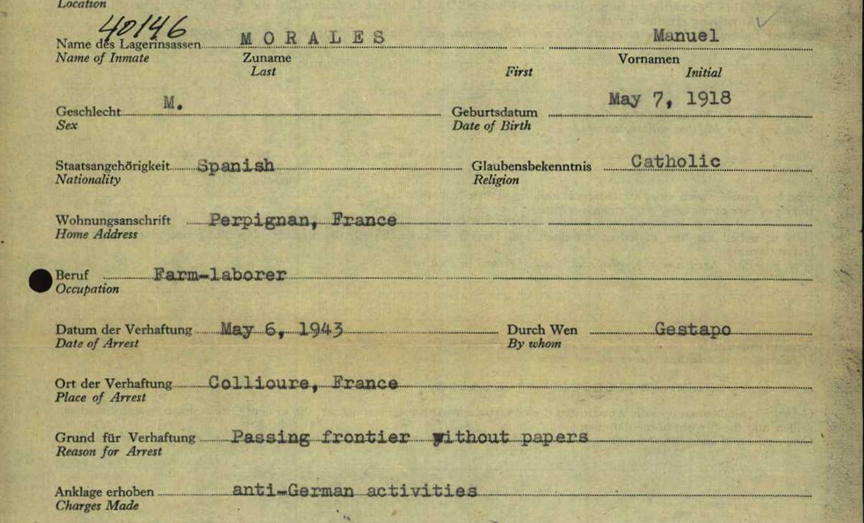 Location
40146
Name des Lagerinsassen M O R A L E S Manuel
Name of Inmate Zuname Vornamen
Last First Initial
Geschlecht M. Geburtsdatum May 7, 1918
Sex Date of Birth
Staatsangehörigkeit Spanish Glaubensbekenntnis Catholic
Nationality Religion
Wohnungsanschrift Perpignan, France
Home Address
Beruf Farm-laborer
Occupation
Datum der Verhaftung May 6, 1943 Durch Wen Gestapo
Date of Arrest By whom
Ort der Verhaftung Collioure, France
Place of Arrest
Grund für Verhaftung Passing frontier without papers
Reason for Arrest
Anklage erhoben anti-German activities
Charges Made